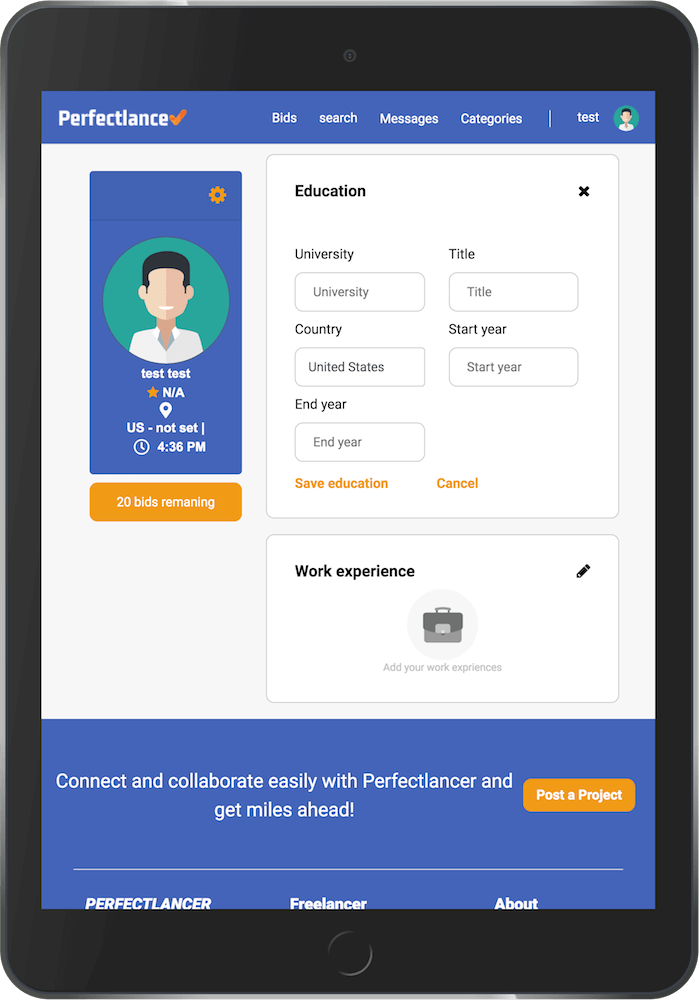 Perfectlance
Bids search Messages Categories test
Education
University Title
University Title
Country Start year
United States Start year
End year
End year
Save education Cancel
test test
N/A
US - not set |
4:36 PM
20 bids remaning
Work experience
Add your work expriences
Connect and collaborate easily with Perfectlancer and
get miles ahead!
Post a Project
PERFECTLANCER Freelancer About